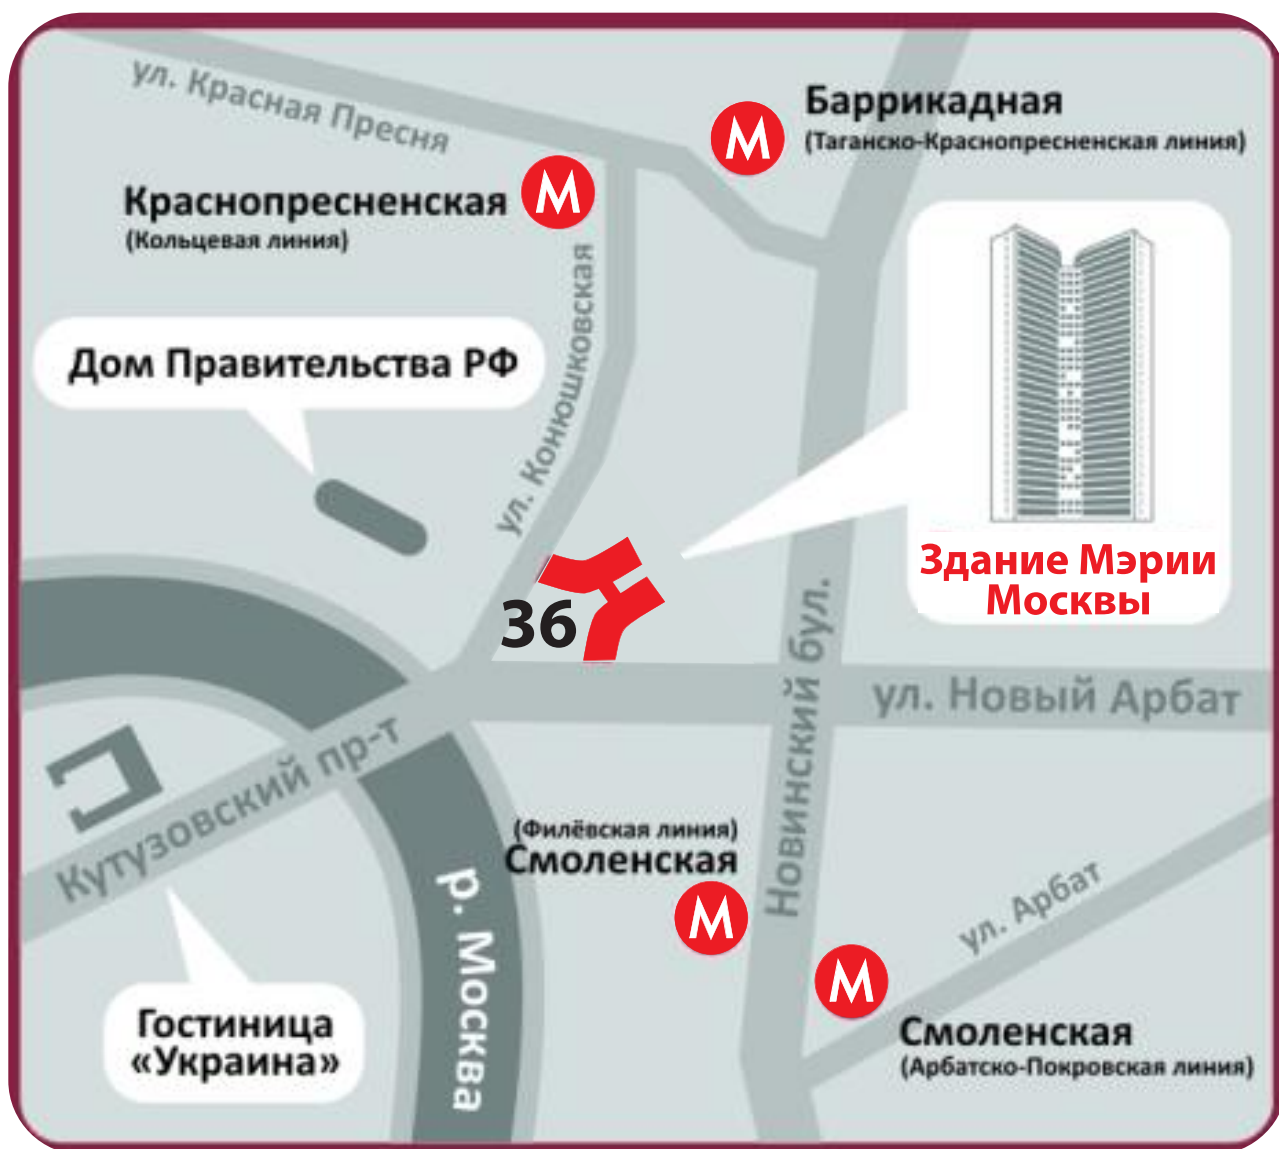 ул. Красная Пресня
М
Баррикадная
(Таганско-Краснопресненская линия)
Краснопресненская
М
(Кольцевая линия)
ул. Конюшковская
Дом Правительства РФ
Здание Мэрии
Москвы
36
Новинский бул.
ул. Новый Арбат
Кутузовский пр-т
(Филёвская линия)
Смоленская
М
р. Москва
ул. Арбат
М
Смоленская
(Арбатско-Покровская линия)
Гостиница
«Украина»